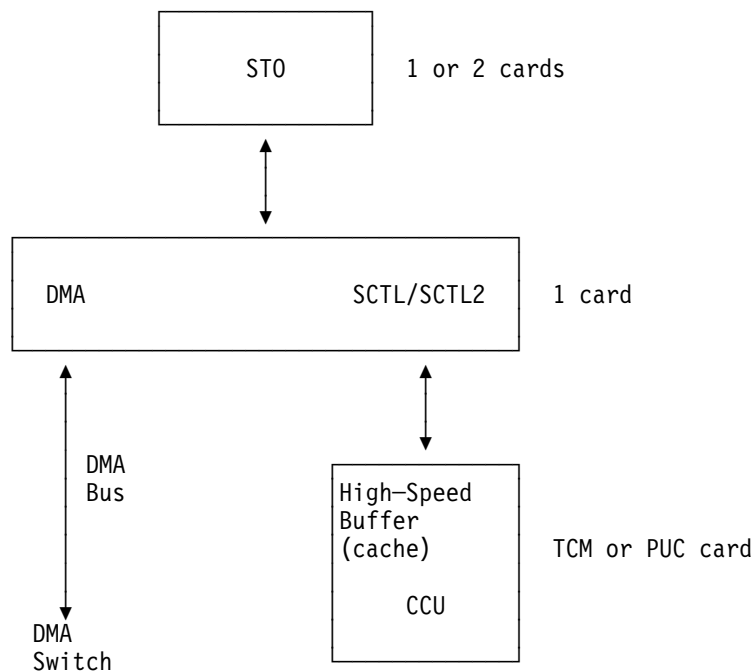 STO
1 or 2 cards
DMA
SCTL/SCTL2
1 card
DMA
Bus
High–Speed
Buffer
(cache)
TCM or PUC card
CCU
DMA
Switch